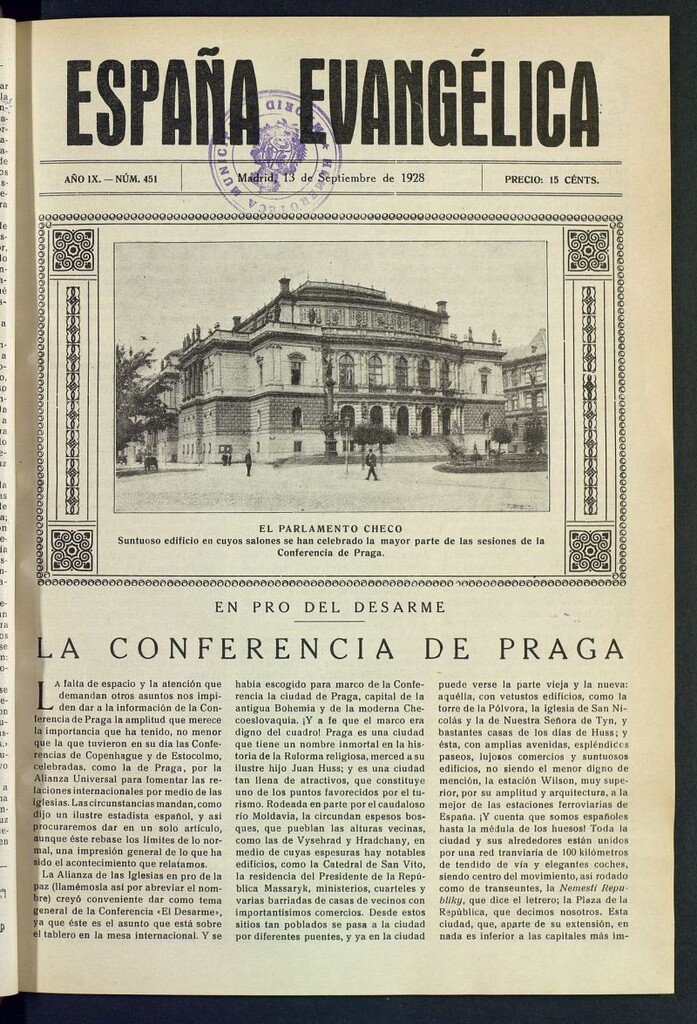 ESPAÑA EVANGÉLICA
AÑO IX. — NÚM. 451
Madrid, 13 de Septiembre de 1928
PRECIO: 15 CÉNTS.
HEMEROTECA MUNICI
MADRID
EL PARLAMENTO CHECO
Suntuoso edificio en cuyos salones se han celebrado la mayor parte de las sesiones de la
Conferencia de Praga.
EN PRO DEL DESARME
LA CONFERENCIA DE PRAGA
LA falta de espacio y la atención que
demandan otros asuntos nos impi-
den dar a la información de la Con-
ferencia de Praga la amplitud que merece
la importancia que ha tenido, no menor
que la que tuvieron en su día las Confe-
rencias de Copenhague y de Estocolmo,
celebradas, como la de Praga, por la
Alianza Universal para fomentar las re-
laciones internacionales por medio de las
iglesias. Las circunstancias mandan, como
dijo un ilustre estadista español, y así
procuraremos dar en un solo artículo,
aunque éste rebase los límites de lo nor-
mal, una impresión general de lo que ha
sido el acontecimiento que relatamos.
La Alianza de las Iglesias en pro de la
paz (llamémosla así por abreviar el nom-
bre) creyó conveniente dar como tema
general de la Conferencia «El Desarme»,
ya que éste es el asunto que está sobre
el tablero en la mesa internacional. Y se
había escogido para marco de la Confe-
rencia la ciudad de Praga, capital de la
antigua Bohemia y de la moderna Che-
coeslovaquia. ¡Y a fe que el marco era
digno del cuadro! Praga es una ciudad
que tiene un nombre inmortal en la his-
toria de la Reforma religiosa, merced a su
ilustre hijo Juan Huss; y es una ciudad
tan llena de atractivos, que constituye
uno de los puntos favorecidos por el tu-
rismo. Rodeada en parte por el caudaloso
río Moldavia, la circundan espesos bos-
ques, que pueblan las alturas vecinas,
como las de Vysehrad y Hradchany, en
medio de cuyas espesuras hay notables
edificios, como la Catedral de San Vito,
la residencia del Presidente de la Repú-
blica Massaryk, ministerios, cuarteles y
varias barriadas de casas de vecinos con
importantísimos comercios. Desde estos
sitios tan poblados se pasa a la ciudad
por diferentes puentes, y ya en la ciudad
puede verse la parte vieja y la nueva:
aquélla, con vetustos edificios, como la
torre de la Pólvora, la iglesia de San Ni-
colás y la de Nuestra Señora de Tyn, y
bastantes casas de los días de Huss; y
ésta, con amplias avenidas, espléndidos
paseos, lujosos comercios y suntuosos
edificios, no siendo el menor digno de
mención, la estación Wilson, muy supe-
rior, por su amplitud y arquitectura, a la
mejor de las estaciones ferroviarias de
España. ¡Y cuenta que somos españoles
hasta la médula de los huesos! Toda la
ciudad y sus alrededores están unidos
por una red tranviaria de 100 kilómetros
de tendido de vía y elegantes coches,
siendo centro del movimiento, así rodado
como de transeuntes, la Nemesti Repu-
bliky, que dice el letrero; la Plaza de la
República, que decimos nosotros. Esta
ciudad, que, aparte de su extensión, en
nada es inferior a las capitales más im-